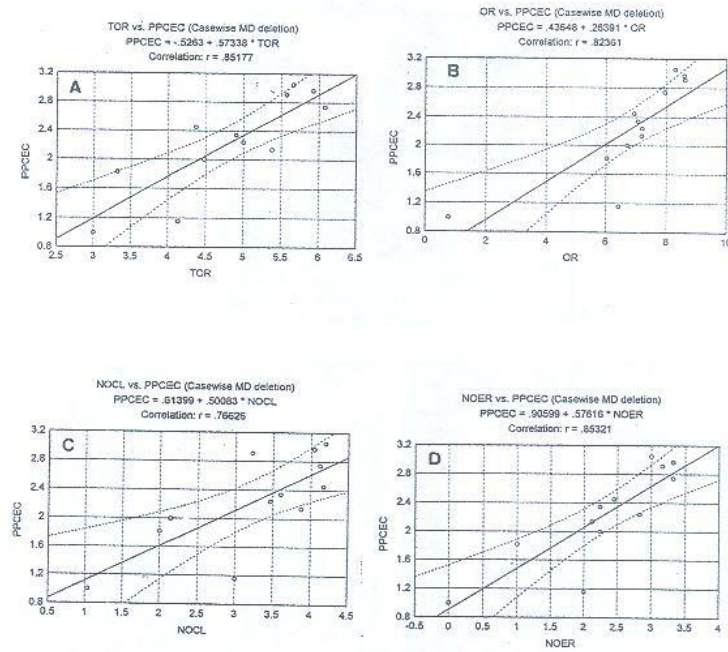 TOR vs. PPCEC (Casewise MD deletion)
PPCEC = -.5263 + .57338 * TOR
Correlation: r = .85177
A
3.2
2.8
2.4
2
1.6
1.2
0.8
PPCEC
2.5 3 3.5 4 4.5 5 5.5 6 6.5
TOR
OR vs. PPCEC (Casewise MD deletion)
PPCEC = .43548 + .26391 * OR
Correlation: r = .82361
B
3.2
2.8
2.4
2
1.6
1.2
0.8
PPCEC
0 2 4 6 8 10
OR
NOCL vs. PPCEC (Casewise MD deletion)
PPCEC = .61399 + .50083 * NOCL
Correlation: r = .76626
C
3.2
2.8
2.4
2
1.6
1.2
0.8
PPCEC
0.5 1 1.5 2 2.5 3 3.5 4 4.5
NOCL
NOER vs. PPCEC (Casewise MD deletion)
PPCEC = .90599 + .57616 * NOER
Correlation: r = .85321
D
3.2
2.8
2.4
2
1.6
1.2
0.8
PPCEC
-0.5 0 0.5 1 1.5 2 2.5 3 3.5 4
NOER